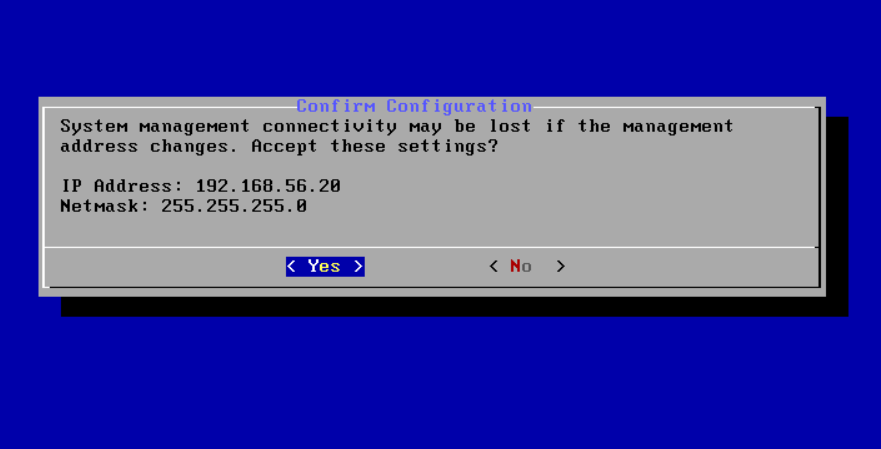 Confirm Configuration
System management connectivity may be lost if the management
address changes. Accept these settings?
IP Address: 192.168.56.20
Netmask: 255.255.255.0
< Yes > < No >